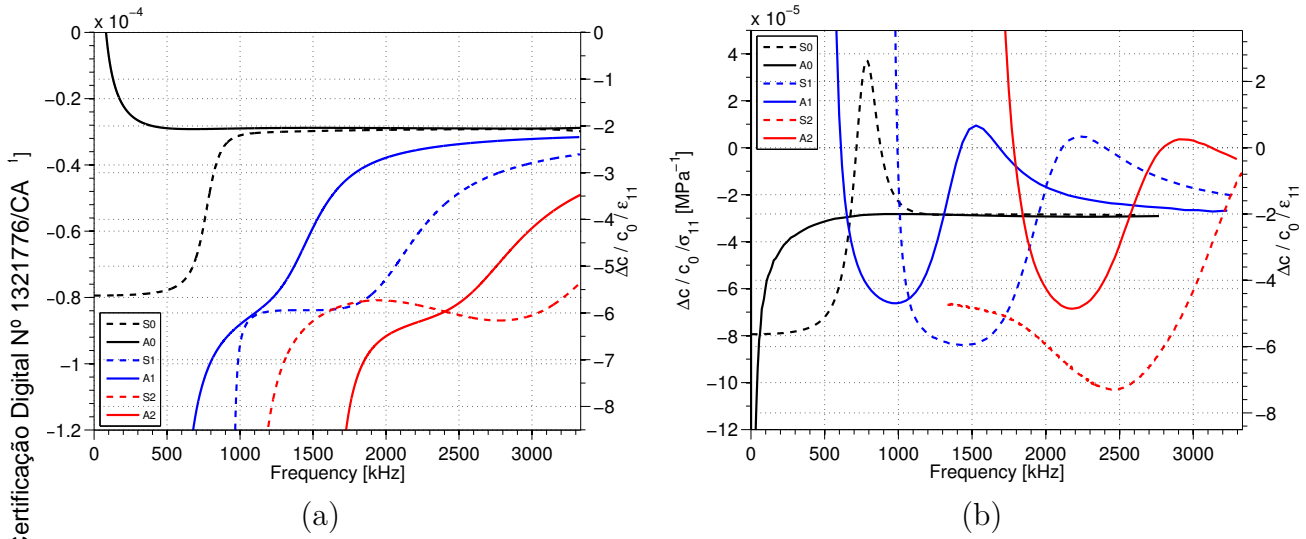 x 10⁻⁴
0
−0.2
−0.4
−0.6
−0.8
−1
−1.2
0
−1
−2
−3
−4
−5
−6
−7
−8
Δc / c₀ / ε₁₁
S0
A0
S1
A1
S2
A2
0 500 1000 1500 2000 2500 3000
Frequency [kHz]
(a)
Certificação Digital Nº 1321776/CA
1]
x 10⁻⁵
4
2
0
−2
−4
−6
−8
−10
−12
Δc / c₀ /σ₁₁ [MPa⁻¹]
2
0
−2
−4
−6
−8
Δc / c₀ / ε₁₁
S0
A0
S1
A1
S2
A2
0 500 1000 1500 2000 2500 3000
Frequency [kHz]
(b)